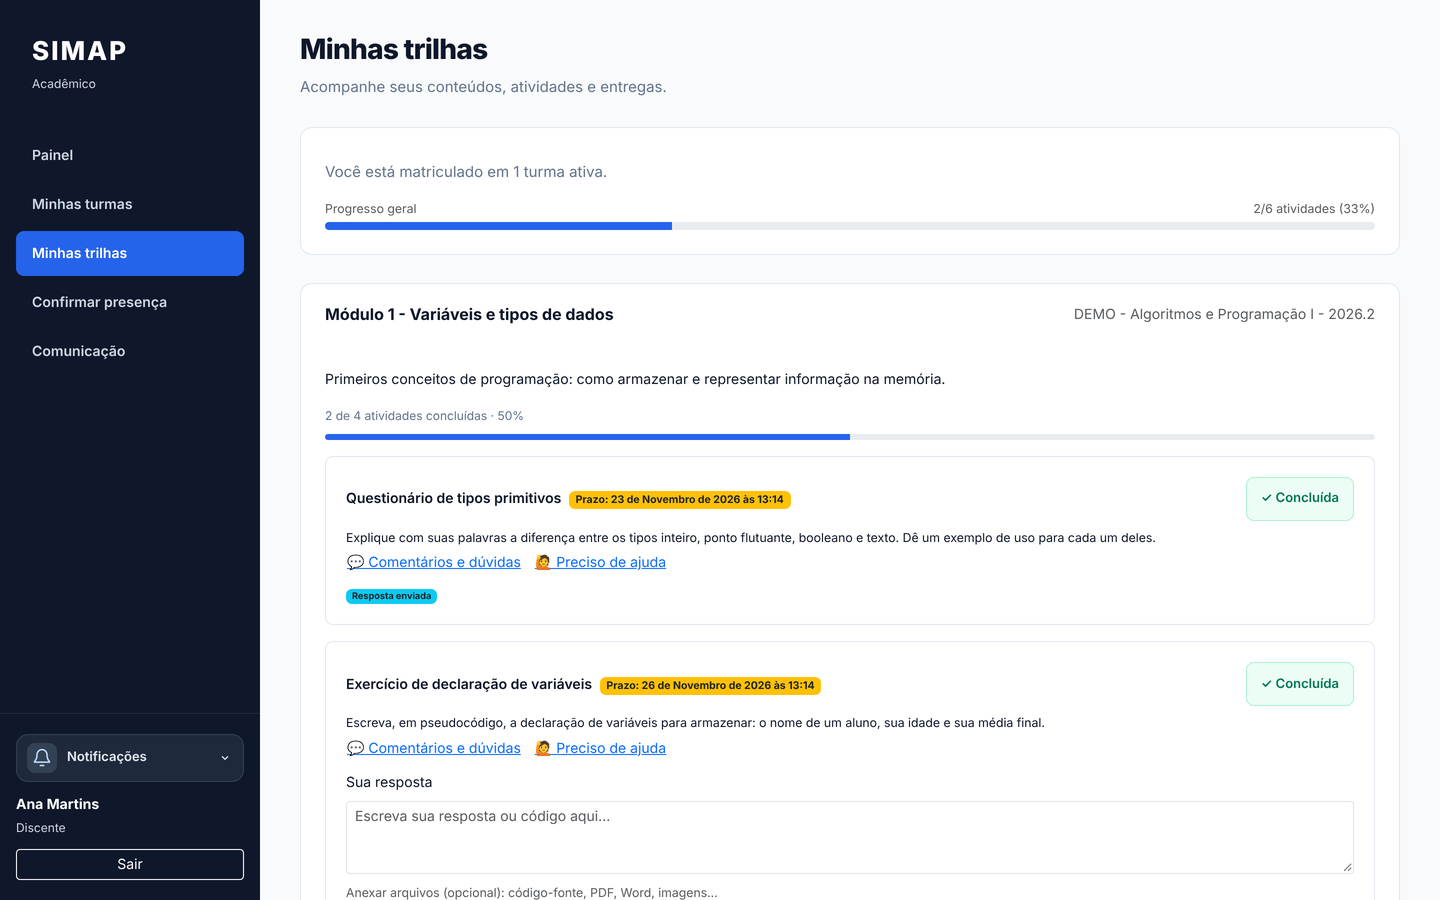 SIMAP
Acadêmico
Painel
Minhas turmas
Minhas trilhas
Confirmar presença
Comunicação
Notificações
Ana Martins
Discente
Sair
Minhas trilhas
Acompanhe seus conteúdos, atividades e entregas.
Você está matriculado em 1 turma ativa.
Progresso geral 2/6 atividades (33%)
Módulo 1 - Variáveis e tipos de dados DEMO - Algoritmos e Programação I - 2026.2
Primeiros conceitos de programação: como armazenar e representar informação na memória.
2 de 4 atividades concluídas · 50%
Questionário de tipos primitivos Prazo: 23 de Novembro de 2026 às 13:14 ✓ Concluída
Explique com suas palavras a diferença entre os tipos inteiro, ponto flutuante, booleano e texto. Dê um exemplo de uso para cada um deles.
💬 Comentários e dúvidas 🙋 Preciso de ajuda
Resposta enviada
Exercício de declaração de variáveis Prazo: 26 de Novembro de 2026 às 13:14 ✓ Concluída
Escreva, em pseudocódigo, a declaração de variáveis para armazenar: o nome de um aluno, sua idade e sua média final.
💬 Comentários e dúvidas 🙋 Preciso de ajuda
Sua resposta
Escreva sua resposta ou código aqui...
Anexar arquivos (opcional): código-fonte, PDF, Word, imagens...